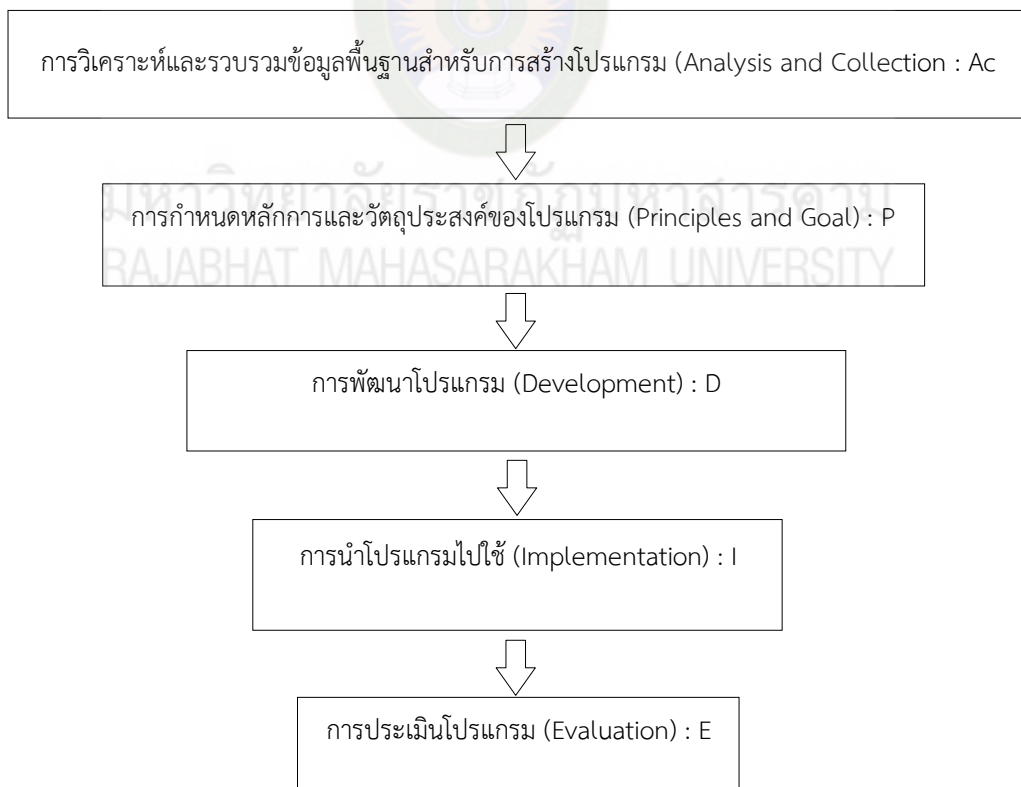 การวิเคราะห์และรวบรวมข้อมูลพื้นฐานสำหรับการสร้างโปรแกรม (Analysis and Collection : Ac
มหาวิทยาลัยราชภัฏมหาสารคาม
การกำหนดหลักการและวัตถุประสงค์ของโปรแกรม (Principles and Goal) : P
RAJABHAT MAHASARAKHAM UNIVERSITY
การพัฒนาโปรแกรม (Development) : D
การนำโปรแกรมไปใช้ (Implementation) : I
การประเมินโปรแกรม (Evaluation) : E